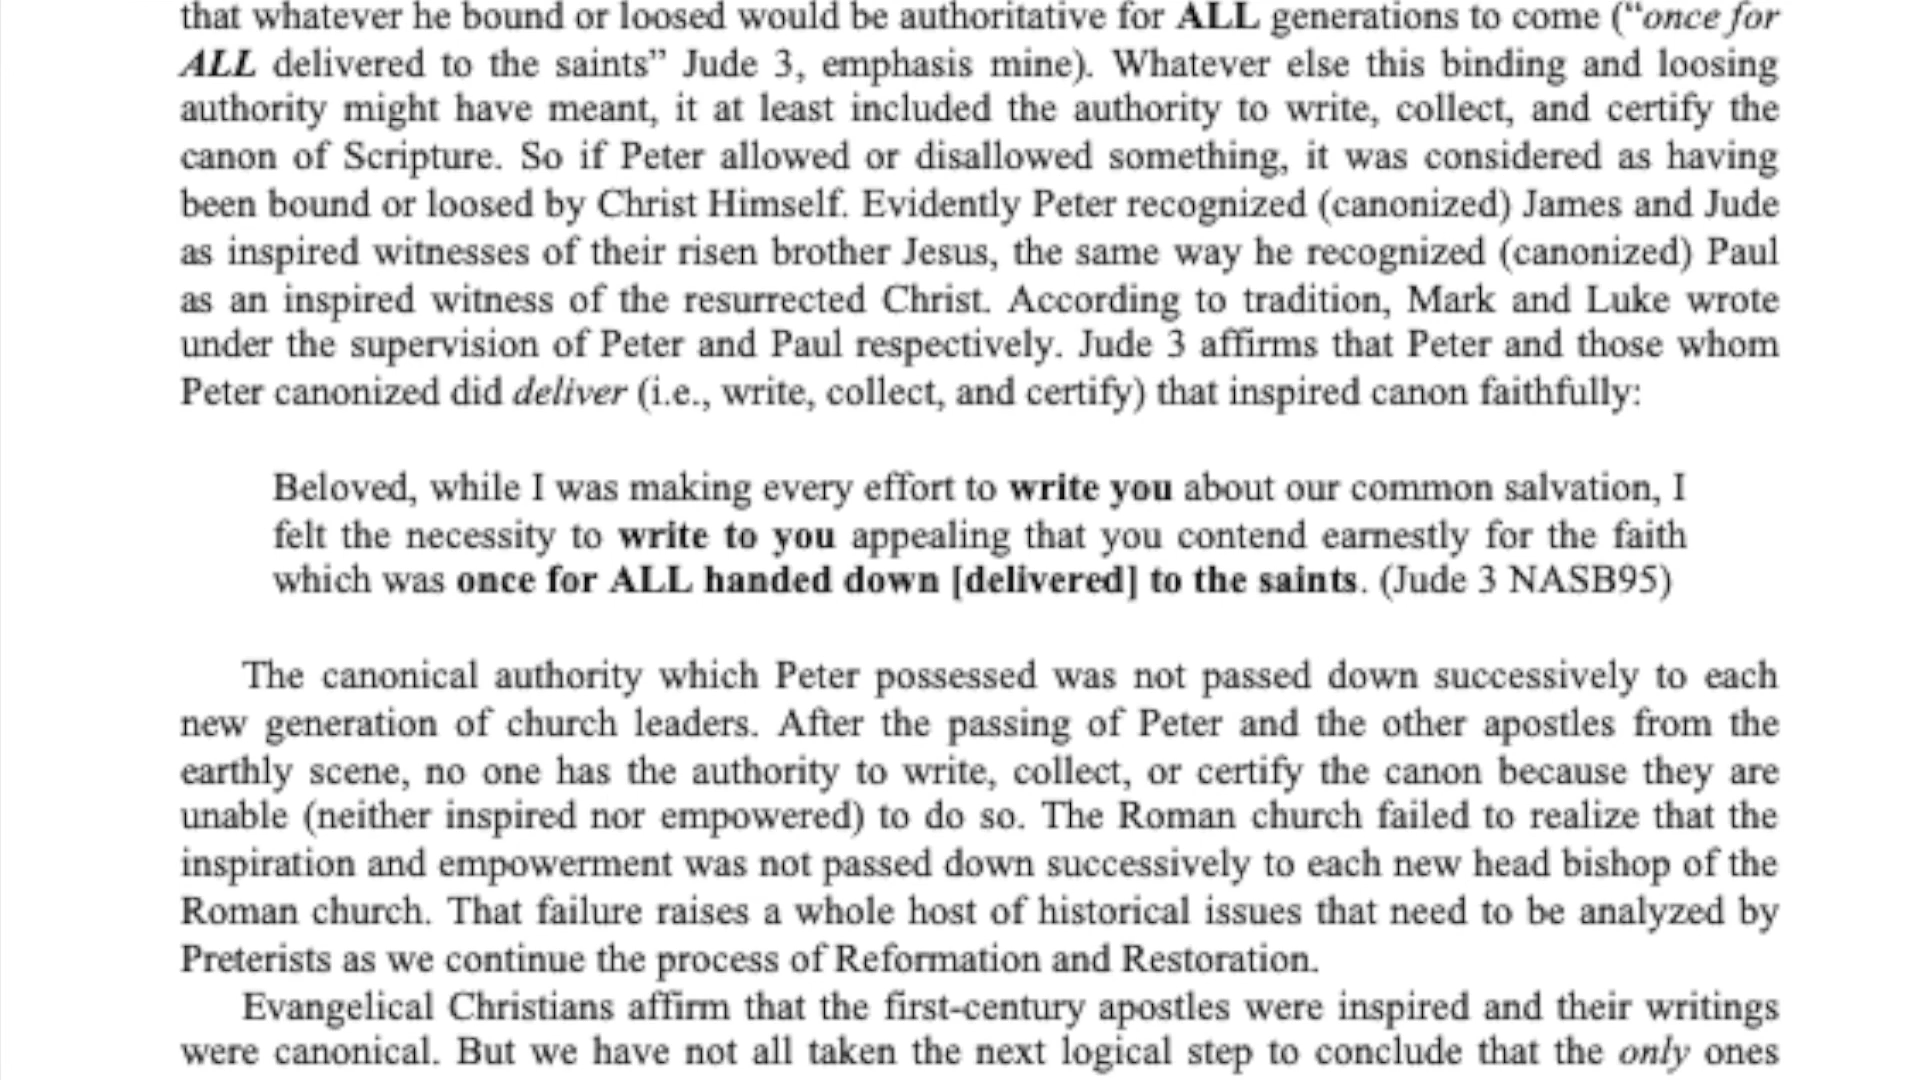 that whatever he bound or loosed would be authoritative for ALL generations to come (“once for
ALL delivered to the saints” Jude 3, emphasis mine). Whatever else this binding and loosing
authority might have meant, it at least included the authority to write, collect, and certify the
canon of Scripture. So if Peter allowed or disallowed something, it was considered as having
been bound or loosed by Christ Himself. Evidently Peter recognized (canonized) James and Jude
as inspired witnesses of their risen brother Jesus, the same way he recognized (canonized) Paul
as an inspired witness of the resurrected Christ. According to tradition, Mark and Luke wrote
under the supervision of Peter and Paul respectively. Jude 3 affirms that Peter and those whom
Peter canonized did deliver (i.e., write, collect, and certify) that inspired canon faithfully:
Beloved, while I was making every effort to write you about our common salvation, I
felt the necessity to write to you appealing that you contend earnestly for the faith
which was once for ALL handed down [delivered] to the saints. (Jude 3 NASB95)
The canonical authority which Peter possessed was not passed down successively to each
new generation of church leaders. After the passing of Peter and the other apostles from the
earthly scene, no one has the authority to write, collect, or certify the canon because they are
unable (neither inspired nor empowered) to do so. The Roman church failed to realize that the
inspiration and empowerment was not passed down successively to each new head bishop of the
Roman church. That failure raises a whole host of historical issues that need to be analyzed by
Preterists as we continue the process of Reformation and Restoration.
Evangelical Christians affirm that the first-century apostles were inspired and their writings
were canonical. But we have not all taken the next logical step to conclude that the only ones